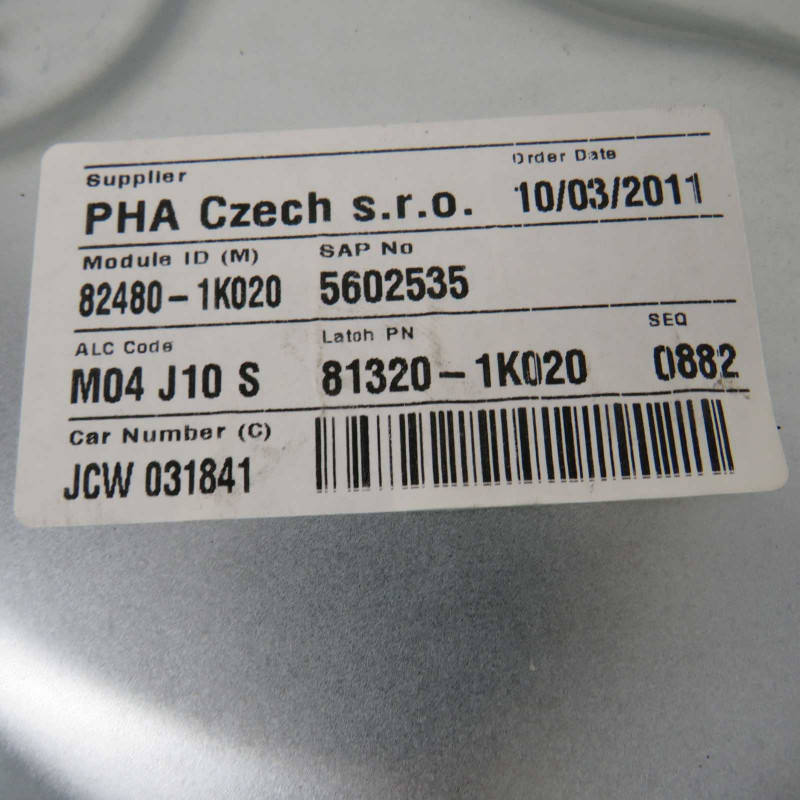 Supplier Order Date
PHA Czech s.r.o. 10/03/2011
Module ID (M) SAP No
82480-1K020 5602535
ALC Code Latch PN SEQ
M04 J10 S 81320-1K020 0882
Car Number (C)
JCW 031841